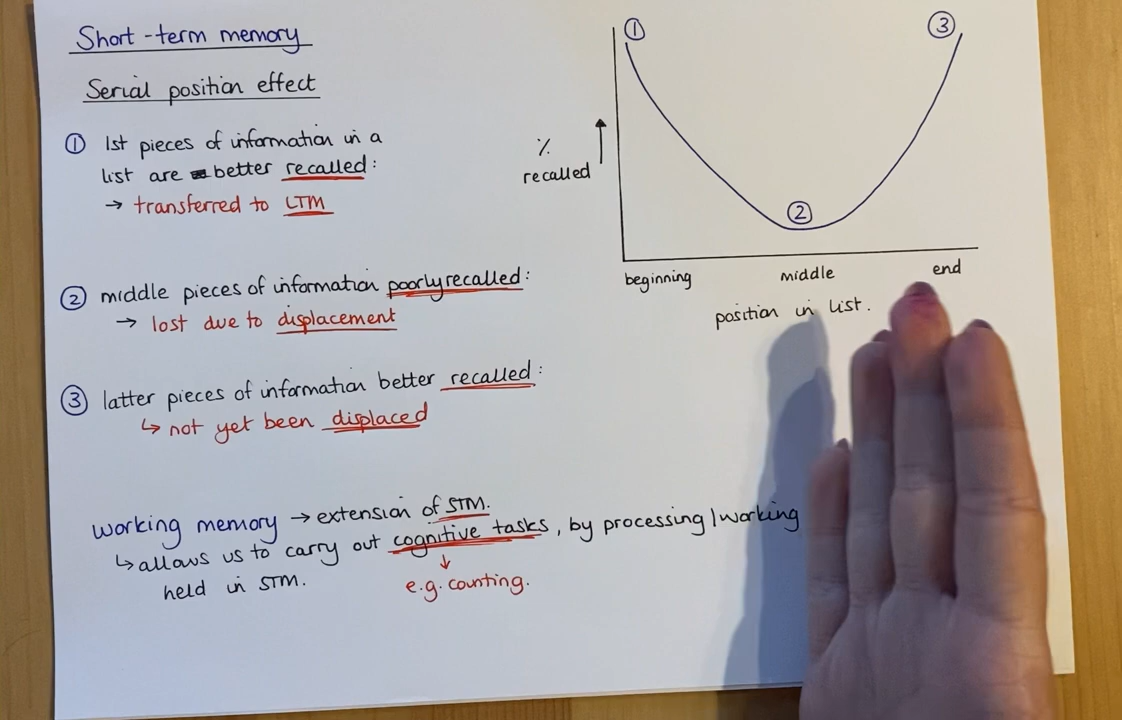 Short-term memory
Serial position effect
① 1st pieces of information in a
list are better recalled:
→ transferred to LTM
② middle pieces of information poorly recalled:
→ lost due to displacement
③ latter pieces of information better recalled:
↳ not yet been displaced
working memory → extension of STM.
↳ allows us to carry out cognitive tasks, by processing/working
held in STM.
↓
e.g. counting.
①
③
②
%
recalled ↑
beginning middle end
position in list.